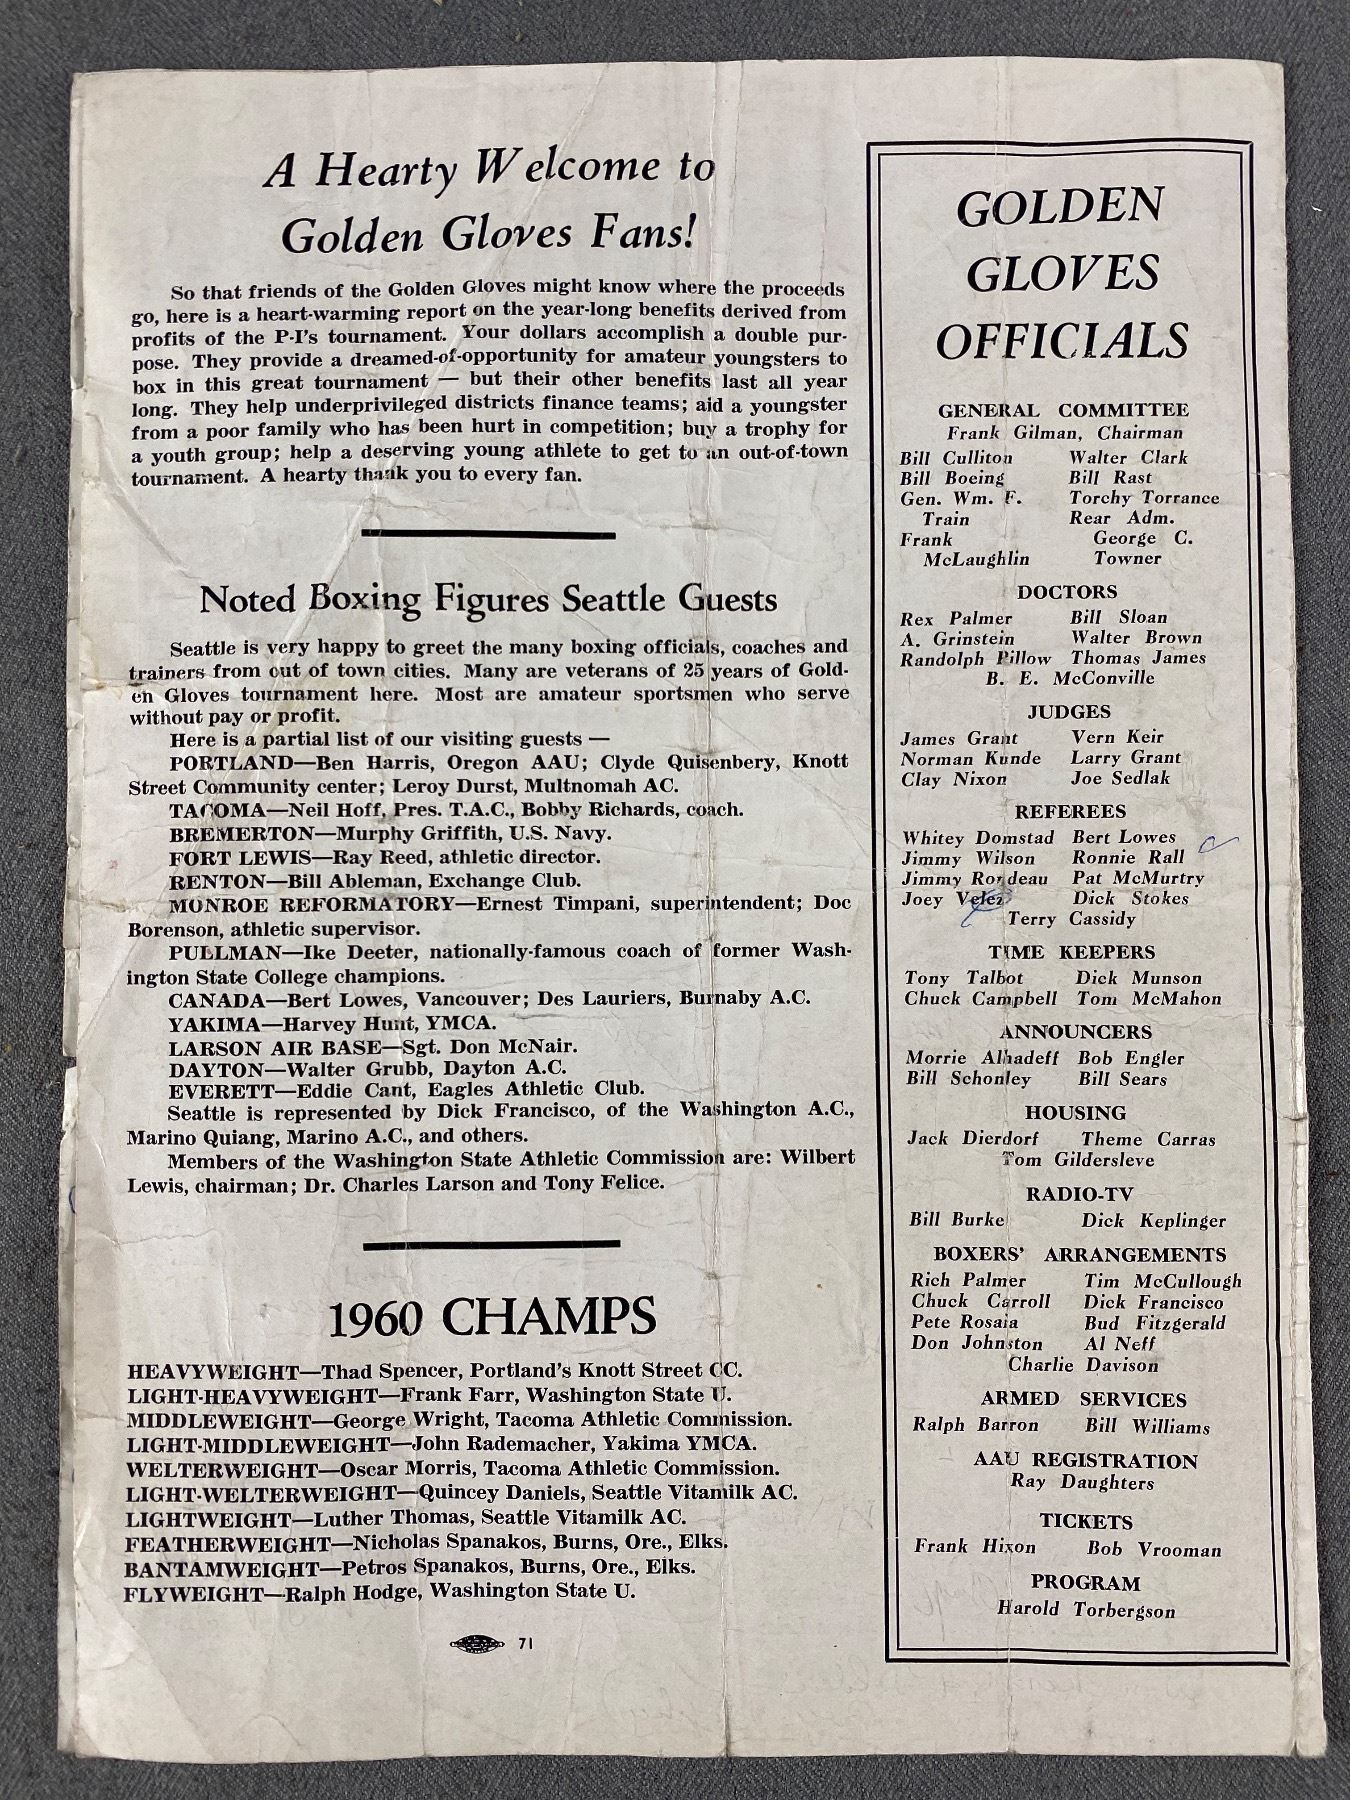 A Hearty Welcome to
Golden Gloves Fans!
So that friends of the Golden Gloves might know where the proceeds
go, here is a heart-warming report on the year-long benefits derived from
profits of the P-I's tournament. Your dollars accomplish a double pur-
pose. They provide a dreamed-of-opportunity for amateur youngsters to
box in this great tournament — but their other benefits last all year
long. They help underprivileged districts finance teams; aid a youngster
from a poor family who has been hurt in competition; buy a trophy for
a youth group; help a deserving young athlete to get to an out-of-town
tournament. A hearty thank you to every fan.
Noted Boxing Figures Seattle Guests
Seattle is very happy to greet the many boxing officials, coaches and
trainers from out of town cities. Many are veterans of 25 years of Gold-
en Gloves tournament here. Most are amateur sportsmen who serve
without pay or profit.
Here is a partial list of our visiting guests —
PORTLAND—Ben Harris, Oregon AAU; Clyde Quisenbery, Knott
Street Community center; Leroy Durst, Multnomah AC.
TACOMA—Neil Hoff, Pres. T.A.C., Bobby Richards, coach.
BREMERTON—Murphy Griffith, U.S. Navy.
FORT LEWIS—Ray Reed, athletic director.
RENTON—Bill Ableman, Exchange Club.
MONROE REFORMATORY—Ernest Timpani, superintendent; Doc
Borenson, athletic supervisor.
PULLMAN—Ike Deeter, nationally-famous coach of former Wash-
ington State College champions.
CANADA—Bert Lowes, Vancouver; Des Lauriers, Burnaby A.C.
YAKIMA—Harvey Hunt, YMCA.
LARSON AIR BASE—Sgt. Don McNair.
DAYTON—Walter Grubb, Dayton A.C.
EVERETT—Eddie Cant, Eagles Athletic Club.
Seattle is represented by Dick Francisco, of the Washington A.C.,
Marino Quiang, Marino A.C., and others.
Members of the Washington State Athletic Commission are: Wilbert
Lewis, chairman; Dr. Charles Larson and Tony Felice.
1960 CHAMPS
HEAVYWEIGHT—Thad Spencer, Portland's Knott Street CC.
LIGHT-HEAVYWEIGHT—Frank Farr, Washington State U.
MIDDLEWEIGHT—George Wright, Tacoma Athletic Commission.
LIGHT-MIDDLEWEIGHT—John Rademacher, Yakima YMCA.
WELTERWEIGHT—Oscar Morris, Tacoma Athletic Commission.
LIGHT-WELTERWEIGHT—Quincey Daniels, Seattle Vitamilk AC.
LIGHTWEIGHT—Luther Thomas, Seattle Vitamilk AC.
FEATHERWEIGHT—Nicholas Spanakos, Burns, Ore., Elks.
BANTAMWEIGHT—Petros Spanakos, Burns, Ore., Elks.
FLYWEIGHT—Ralph Hodge, Washington State U.
71
GOLDEN
GLOVES
OFFICIALS
GENERAL COMMITTEE
Frank Gilman, Chairman
Bill Culliton Walter Clark
Bill Boeing Bill Rast
Gen. Wm. F. Torchy Torrance
Train Rear Adm.
Frank George C.
McLaughlin Towner
DOCTORS
Rex Palmer Bill Sloan
A. Grinstein Walter Brown
Randolph Pillow Thomas James
B. E. McConville
JUDGES
James Grant Vern Keir
Norman Kunde Larry Grant
Clay Nixon Joe Sedlak
REFEREES
Whitey Domstad Bert Lowes
Jimmy Wilson Ronnie Rall
Jimmy Rondeau Pat McMurtry
Joey Velez Dick Stokes
Terry Cassidy
TIME KEEPERS
Tony Talbot Dick Munson
Chuck Campbell Tom McMahon
ANNOUNCERS
Morrie Alhadeff Bob Engler
Bill Schonley Bill Sears
HOUSING
Jack Dierdorf Theme Carras
Tom Gildersleve
RADIO-TV
Bill Burke Dick Keplinger
BOXERS' ARRANGEMENTS
Rich Palmer Tim McCullough
Chuck Carroll Dick Francisco
Pete Rosaia Bud Fitzgerald
Don Johnston Al Neff
Charlie Davison
ARMED SERVICES
Ralph Barron Bill Williams
AAU REGISTRATION
Ray Daughters
TICKETS
Frank Hixon Bob Vrooman
PROGRAM
Harold Torbergson